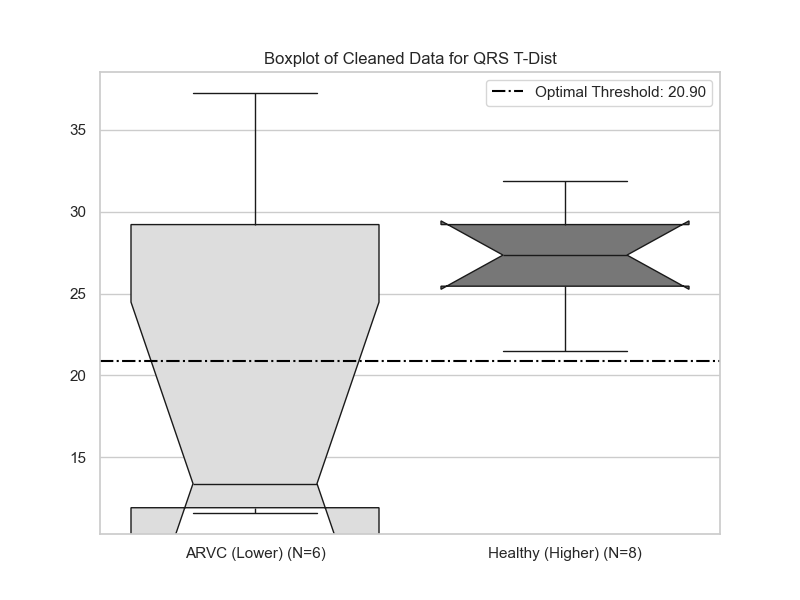 Boxplot of Cleaned Data for QRS T-Dist
Optimal Threshold: 20.90
35
30
25
20
15
ARVC (Lower) (N=6)
Healthy (Higher) (N=8)